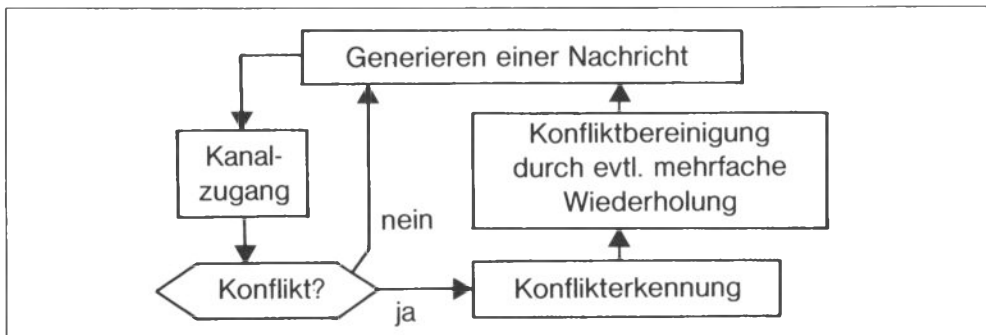 Generieren einer Nachricht
Kanal-
zugang
Konfliktbereinigung
durch evtl. mehrfache
Wiederholung
nein
Konflikt?
ja
Konflikterkennung